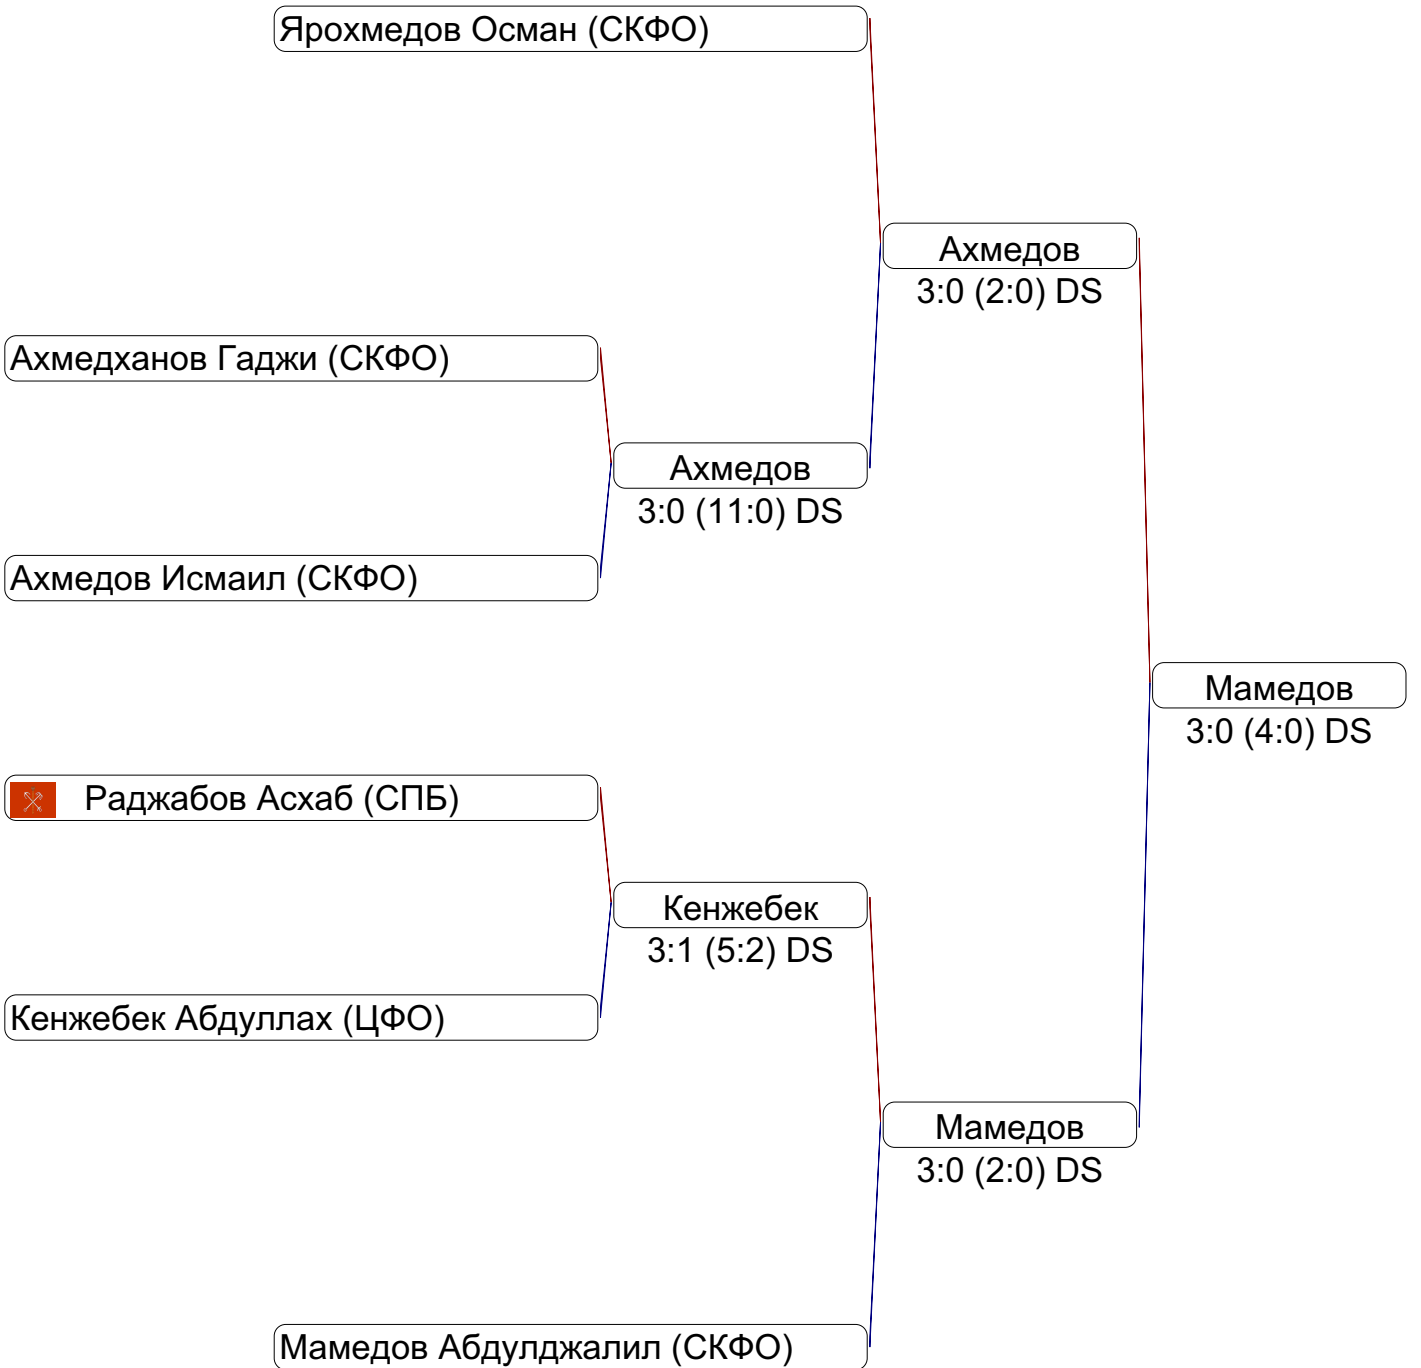 Ярохмедов Осман (СКФО)
Ахмедов
3:0 (2:0) DS
Ахмедханов Гаджи (СКФО)
Ахмедов
3:0 (11:0) DS
Ахмедов Исмаил (СКФО)
Мамедов
3:0 (4:0) DS
Раджабов Асхаб (СПБ)
Кенжебек
3:1 (5:2) DS
Кенжебек Абдуллах (ЦФО)
Мамедов
3:0 (2:0) DS
Мамедов Абдулджалил (СКФО)